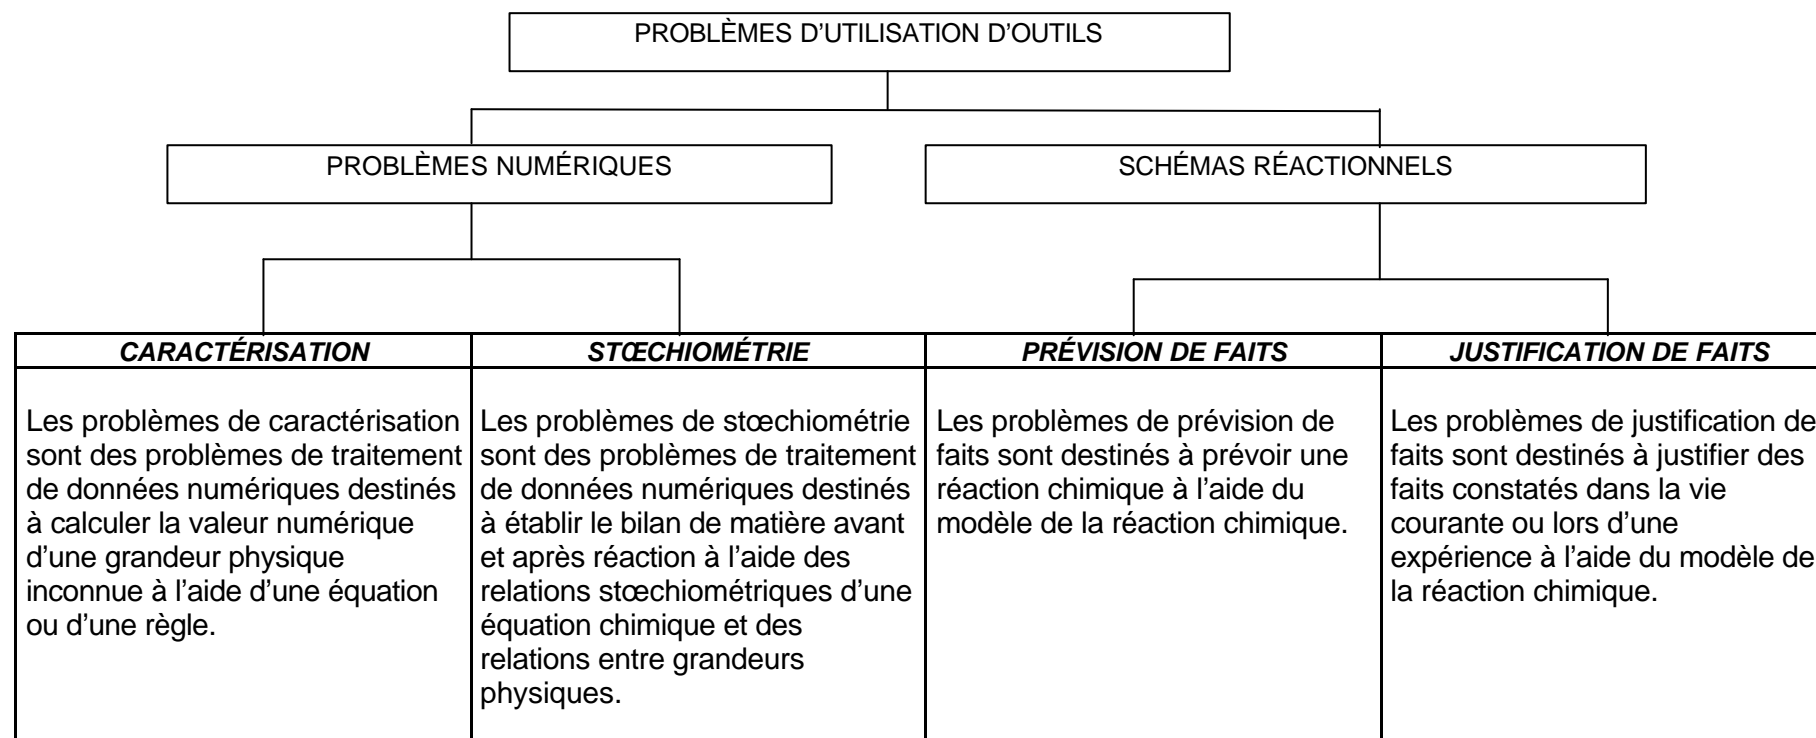 PROBLÈMES D’UTILISATION D’OUTILS
PROBLÈMES NUMÉRIQUES
SCHÉMAS RÉACTIONNELS
CARACTÉRISATION
Les problèmes de caractérisation
sont des problèmes de traitement
de données numériques destinés
à calculer la valeur numérique
d’une grandeur physique
inconnue à l’aide d’une équation
ou d’une règle.
STŒCHIOMÉTRIE
Les problèmes de stœchiométrie
sont des problèmes de traitement
de données numériques destinés
à établir le bilan de matière avant
et après réaction à l’aide des
relations stœchiométriques d’une
équation chimique et des
relations entre grandeurs
physiques.
PRÉVISION DE FAITS
Les problèmes de prévision de
faits sont destinés à prévoir une
réaction chimique à l’aide du
modèle de la réaction chimique.
JUSTIFICATION DE FAITS
Les problèmes de justification de
faits sont destinés à justifier des
faits constatés dans la vie
courante ou lors d’une
expérience à l’aide du modèle de
la réaction chimique.